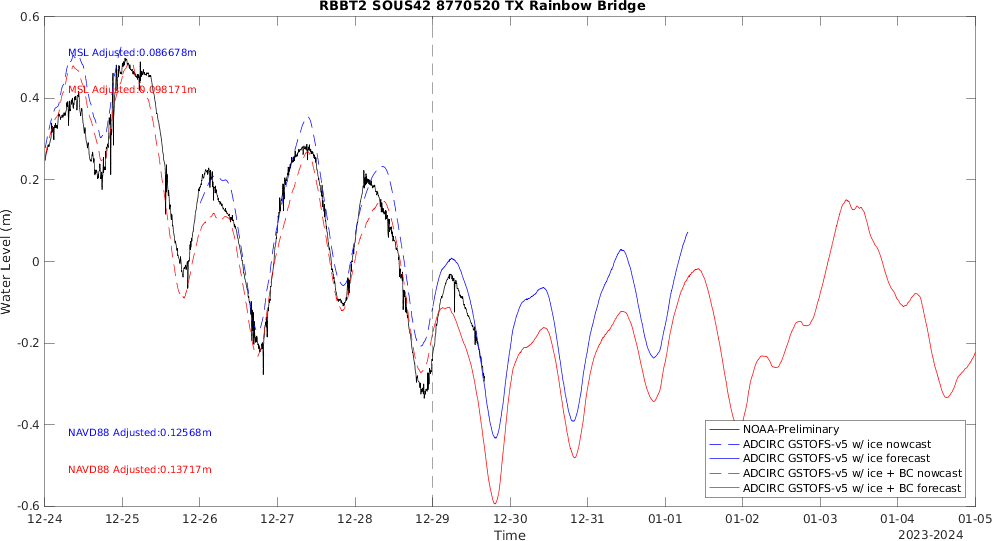 RBBT2 SOUS42 8770520 TX Rainbow Bridge
0.6
0.4
0.2
0
-0.2
-0.4
-0.6
Water Level (m)
MSL Adjusted:0.086678m
MSL Adjusted:0.098171m
NAVD88 Adjusted:0.12568m
NAVD88 Adjusted:0.13717m
NOAA-Preliminary
ADCIRC GSTOFS-v5 w/ ice nowcast
ADCIRC GSTOFS-v5 w/ ice forecast
ADCIRC GSTOFS-v5 w/ ice + BC nowcast
ADCIRC GSTOFS-v5 w/ ice + BC forecast
12-24 12-25 12-26 12-27 12-28 12-29 12-30 12-31 01-01 01-02 01-03 01-04 01-05
Time
2023-2024